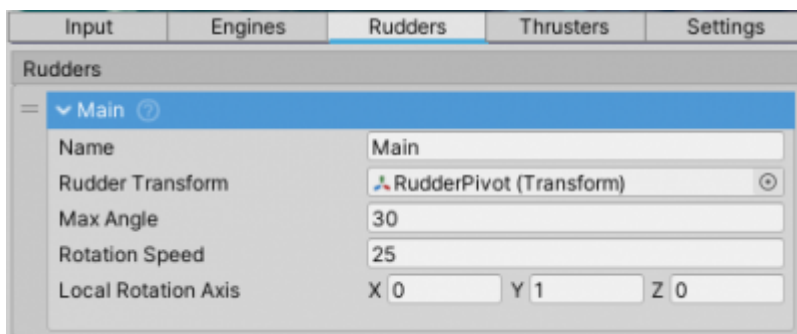 Input Engines Rudders Thrusters Settings
Rudders
Main
Name Main
Rudder Transform RudderPivot (Transform)
Max Angle 30
Rotation Speed 25
Local Rotation Axis X 0 Y 1 Z 0